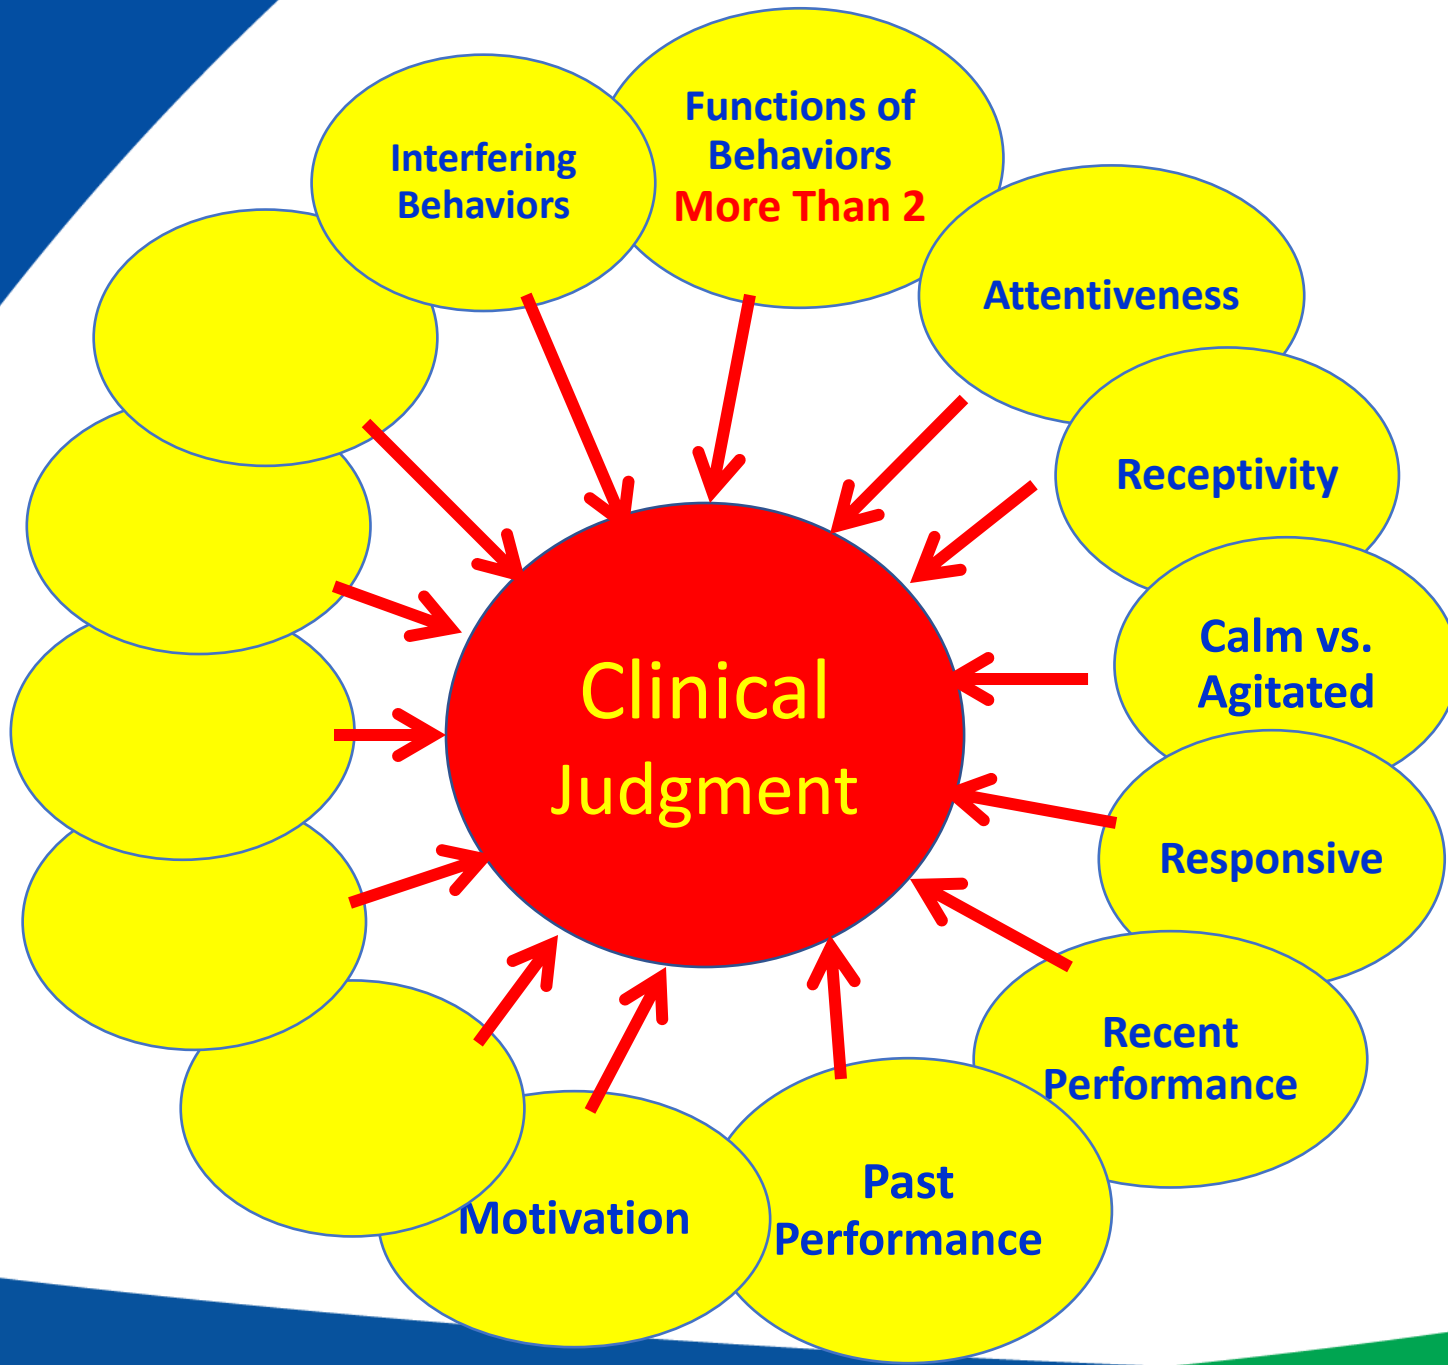 Functions of
Behaviors
More Than 2
Interfering
Behaviors
Attentiveness
Receptivity
Calm vs.
Agitated
Clinical
Judgment
Responsive
Recent
Performance
Past
Performance
Motivation